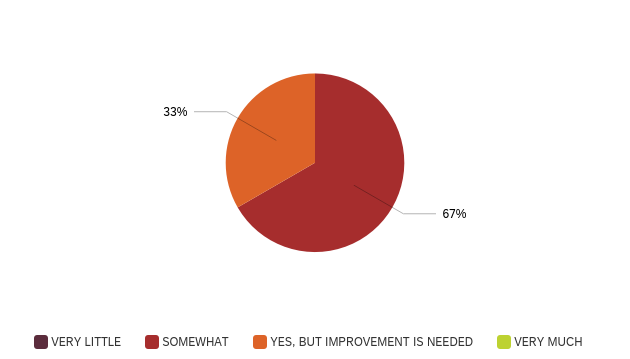 33%
67%
VERY LITTLE
SOMEWHAT
YES, BUT IMPROVEMENT IS NEEDED
VERY MUCH